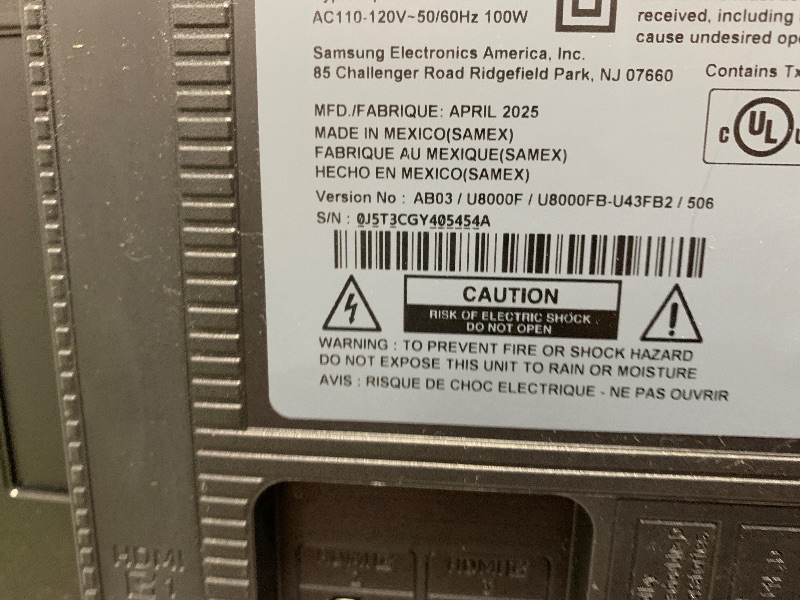 AC110-120V~50/60Hz 100W
received, including
cause undesired
Samsung Electronics America, Inc.
85 Challenger Road Ridgefield Park, NJ 07660
Contains
MFD./FABRIQUE: APRIL 2025
MADE IN MEXICO(SAMEX)
FABRIQUE AU MEXIQUE(SAMEX)
HECHO EN MEXICO(SAMEX)
C UL
Version No : AB03 / U8000F / U8000FB-U43FB2 / 506
S/N : 0J5T3CGY405454A
CAUTION
RISK OF ELECTRIC SHOCK
DO NOT OPEN
WARNING : TO PREVENT FIRE OR SHOCK HAZARD
DO NOT EXPOSE THIS UNIT TO RAIN OR MOISTURE
AVIS : RISQUE DE CHOC ELECTRIQUE - NE PAS OUVRIR
HDMI
1